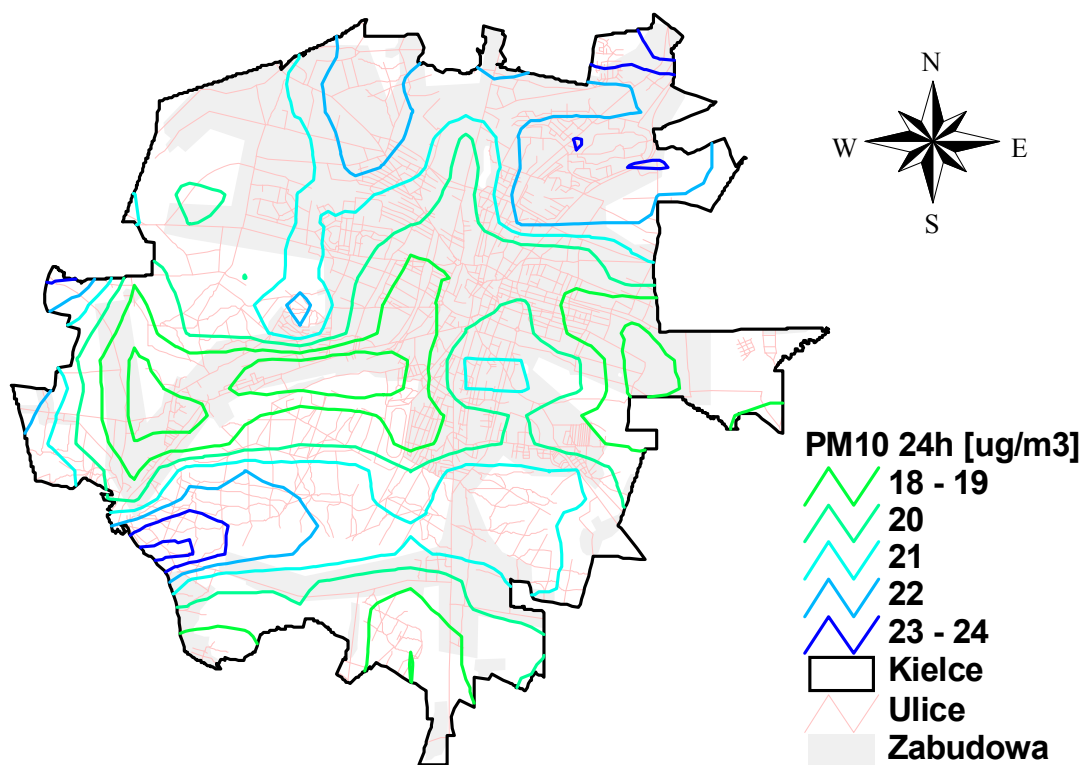 N
W E
S
PM10 24h [ug/m3]
18 - 19
20
21
22
23 - 24
Kielce
Ulice
Zabudowa